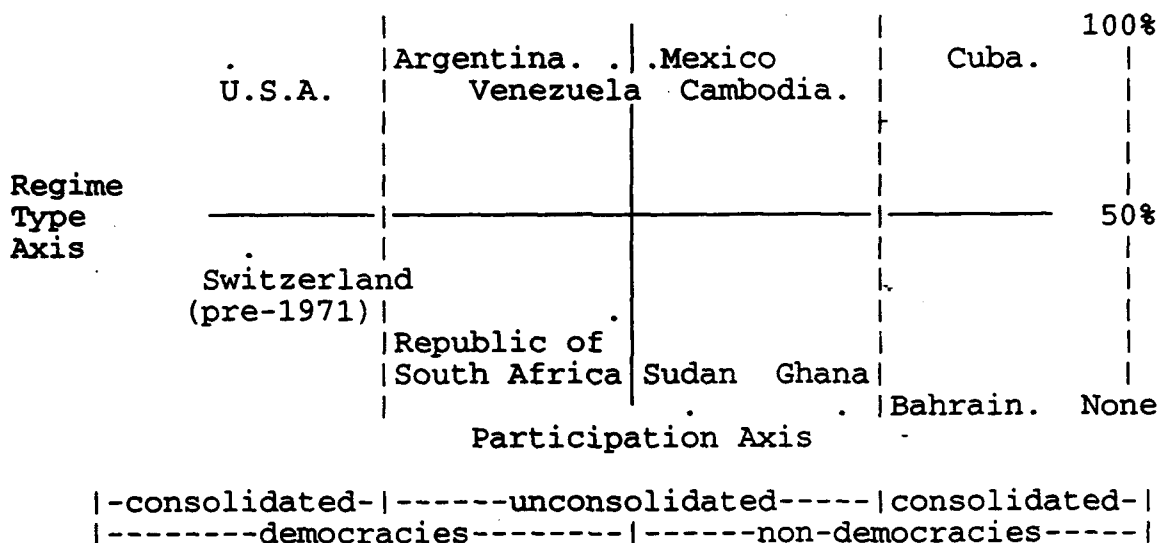 100%
. |Argentina. .|.Mexico | Cuba. |
U.S.A. | Venezuela Cambodia. | |
Regime
Type ------------|---------------|---------------|---------- 50%
Axis . |
Switzerland
(pre-1971)| .
|Republic of
|South Africa|Sudan Ghana|
| . . |Bahrain. None
Participation Axis
|-consolidated-|------unconsolidated-----|consolidated-|
|--------democracies--------|------non-democracies-----|